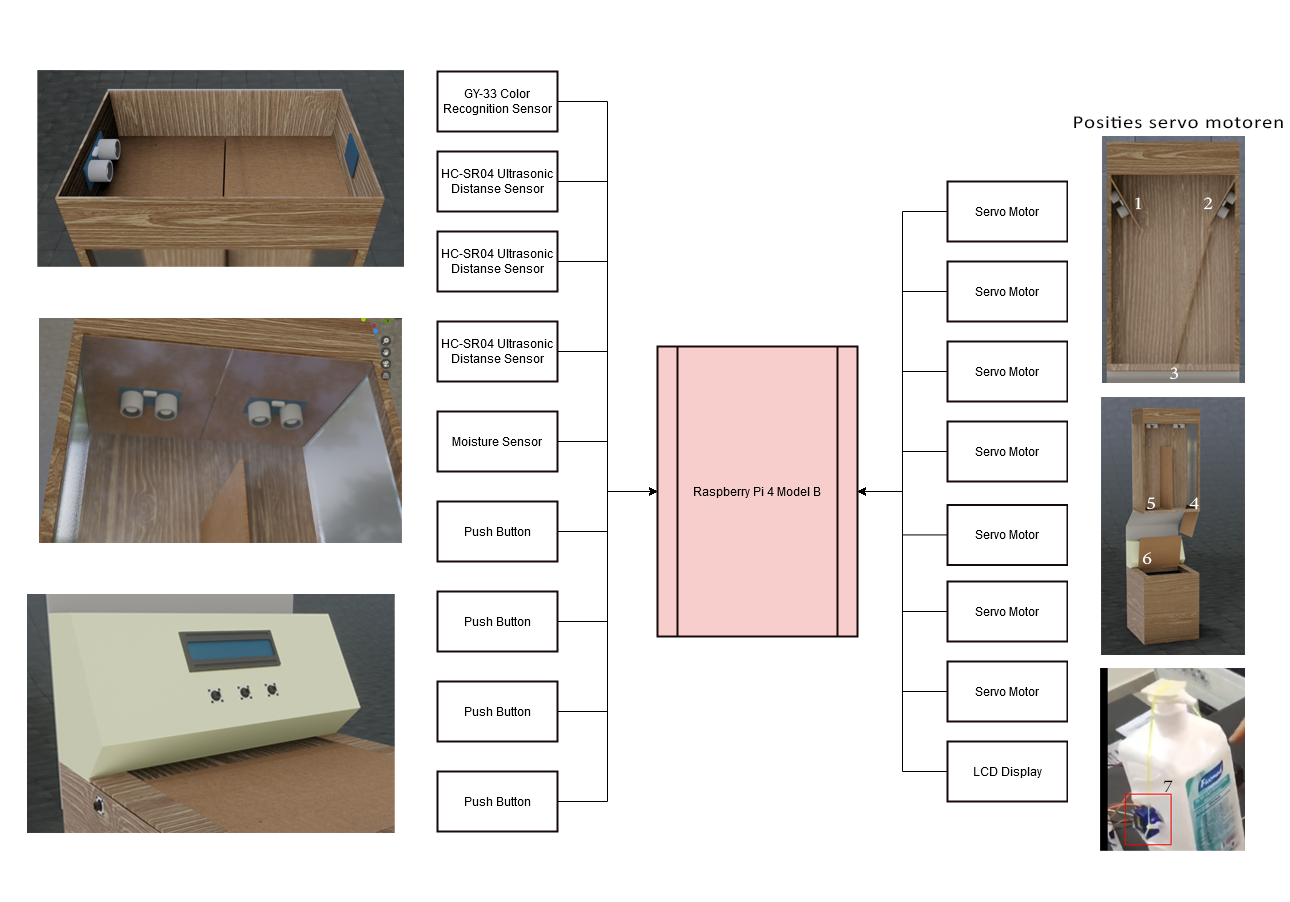 GY-33 Color
Recognition Sensor
HC-SR04 Ultrasonic
Distanse Sensor
HC-SR04 Ultrasonic
Distanse Sensor
HC-SR04 Ultrasonic
Distanse Sensor
Moisture Sensor
Push Button
Push Button
Push Button
Push Button
Raspberry Pi 4 Model B
Servo Motor
Servo Motor
Servo Motor
Servo Motor
Servo Motor
Servo Motor
Servo Motor
LCD Display
Posities servo motoren
1
2
3
5
4
6
7